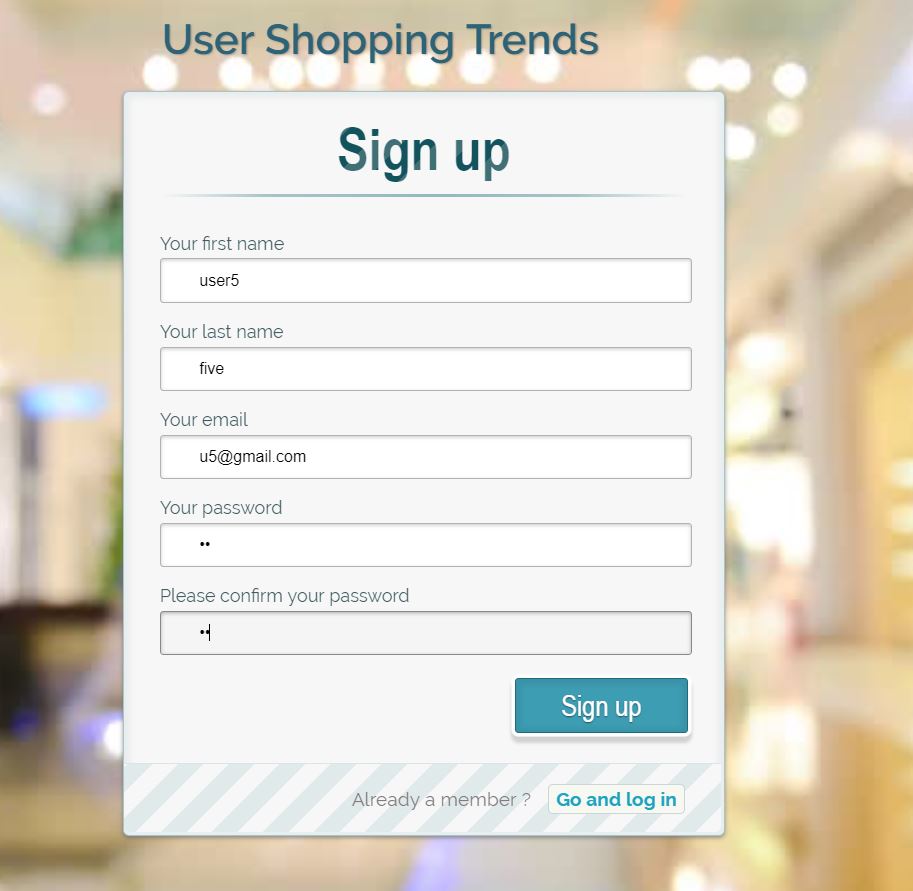 User Shopping Trends
Sign up
Your first name
user5
Your last name
five
Your email
u5@gmail.com
Your password
••
Please confirm your password
••
Sign up
Already a member ? Go and log in